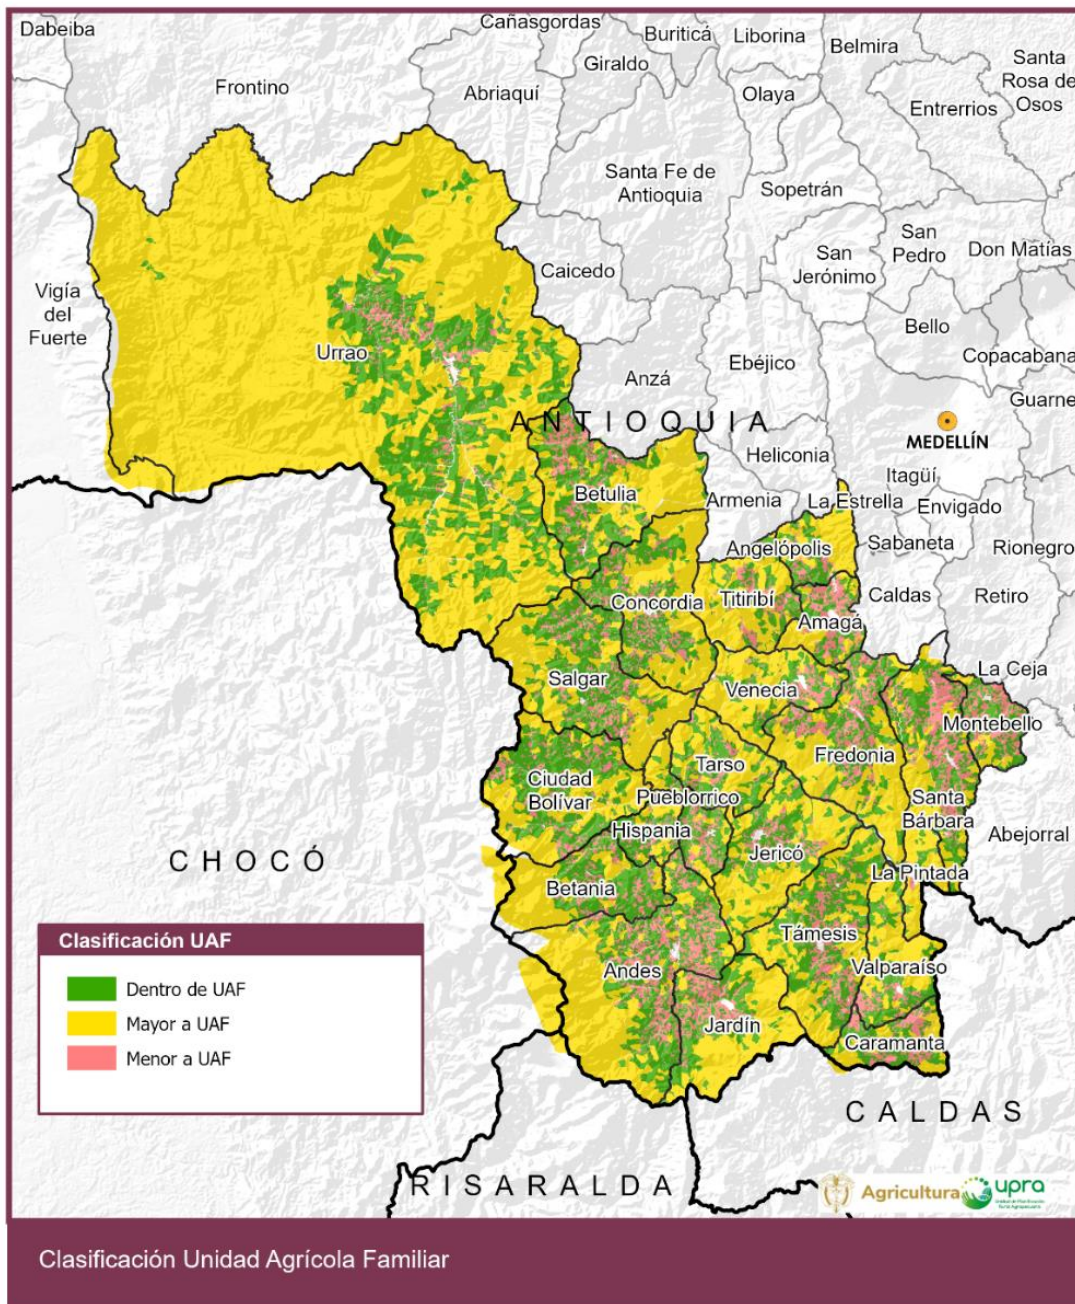 Dabeiba
Cañasgordas
Buriticá
Liborina
Belmira
Giraldo
Santa
Rosa de
Osos
Frontino
Abriaquí
Olaya
Entrerrios
Santa Fe de
Antioquia
Sopetrán
San
Pedro
Don Matías
San
Jerónimo
Caicedo
Vigía
del
Fuerte
Bello
Urrao
Copacabana
Ebéjico
Anzá
Guarne
ANTIOQUIA
MEDELLÍN
Heliconia
Itagüí
Betulia
Armenia
La Estrella
Envigado
Sabaneta
Rionegro
Angelópolis
Concordia
Titiribí
Caldas
Retiro
Amagá
La Ceja
Salgar
Venecia
Montebello
Fredonia
Tarso
Ciudad
Bolívar
Pueblorrico
Santa
Bárbara
Hispania
Abejorral
CHOCÓ
Jericó
La Pintada
Betania
Támesis
Andes
Valparaíso
Jardín
Caramanta
Clasificación UAF
Dentro de UAF
Mayor a UAF
Menor a UAF
CALDAS
RISARALDA
Agricultura
upra
Clasificación Unidad Agrícola Familiar